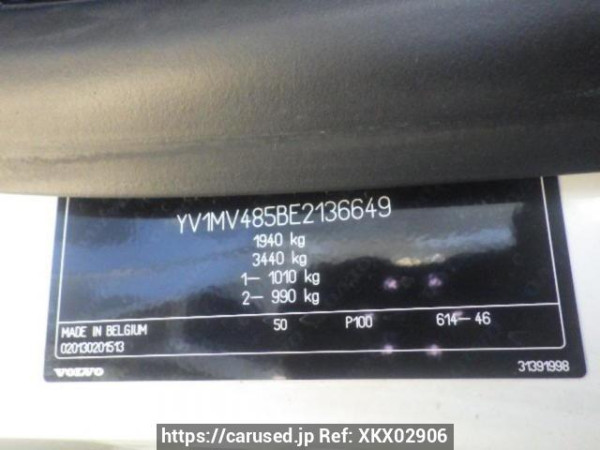 YV1MV485BE2136649
1940 kg
3440 kg
1- 1010 kg
2- 990 kg
MADE IN BELGIUM 50 P100 614-46
020130201513
VOLVO 31391998
https://carused.jp Ref: XKX02906